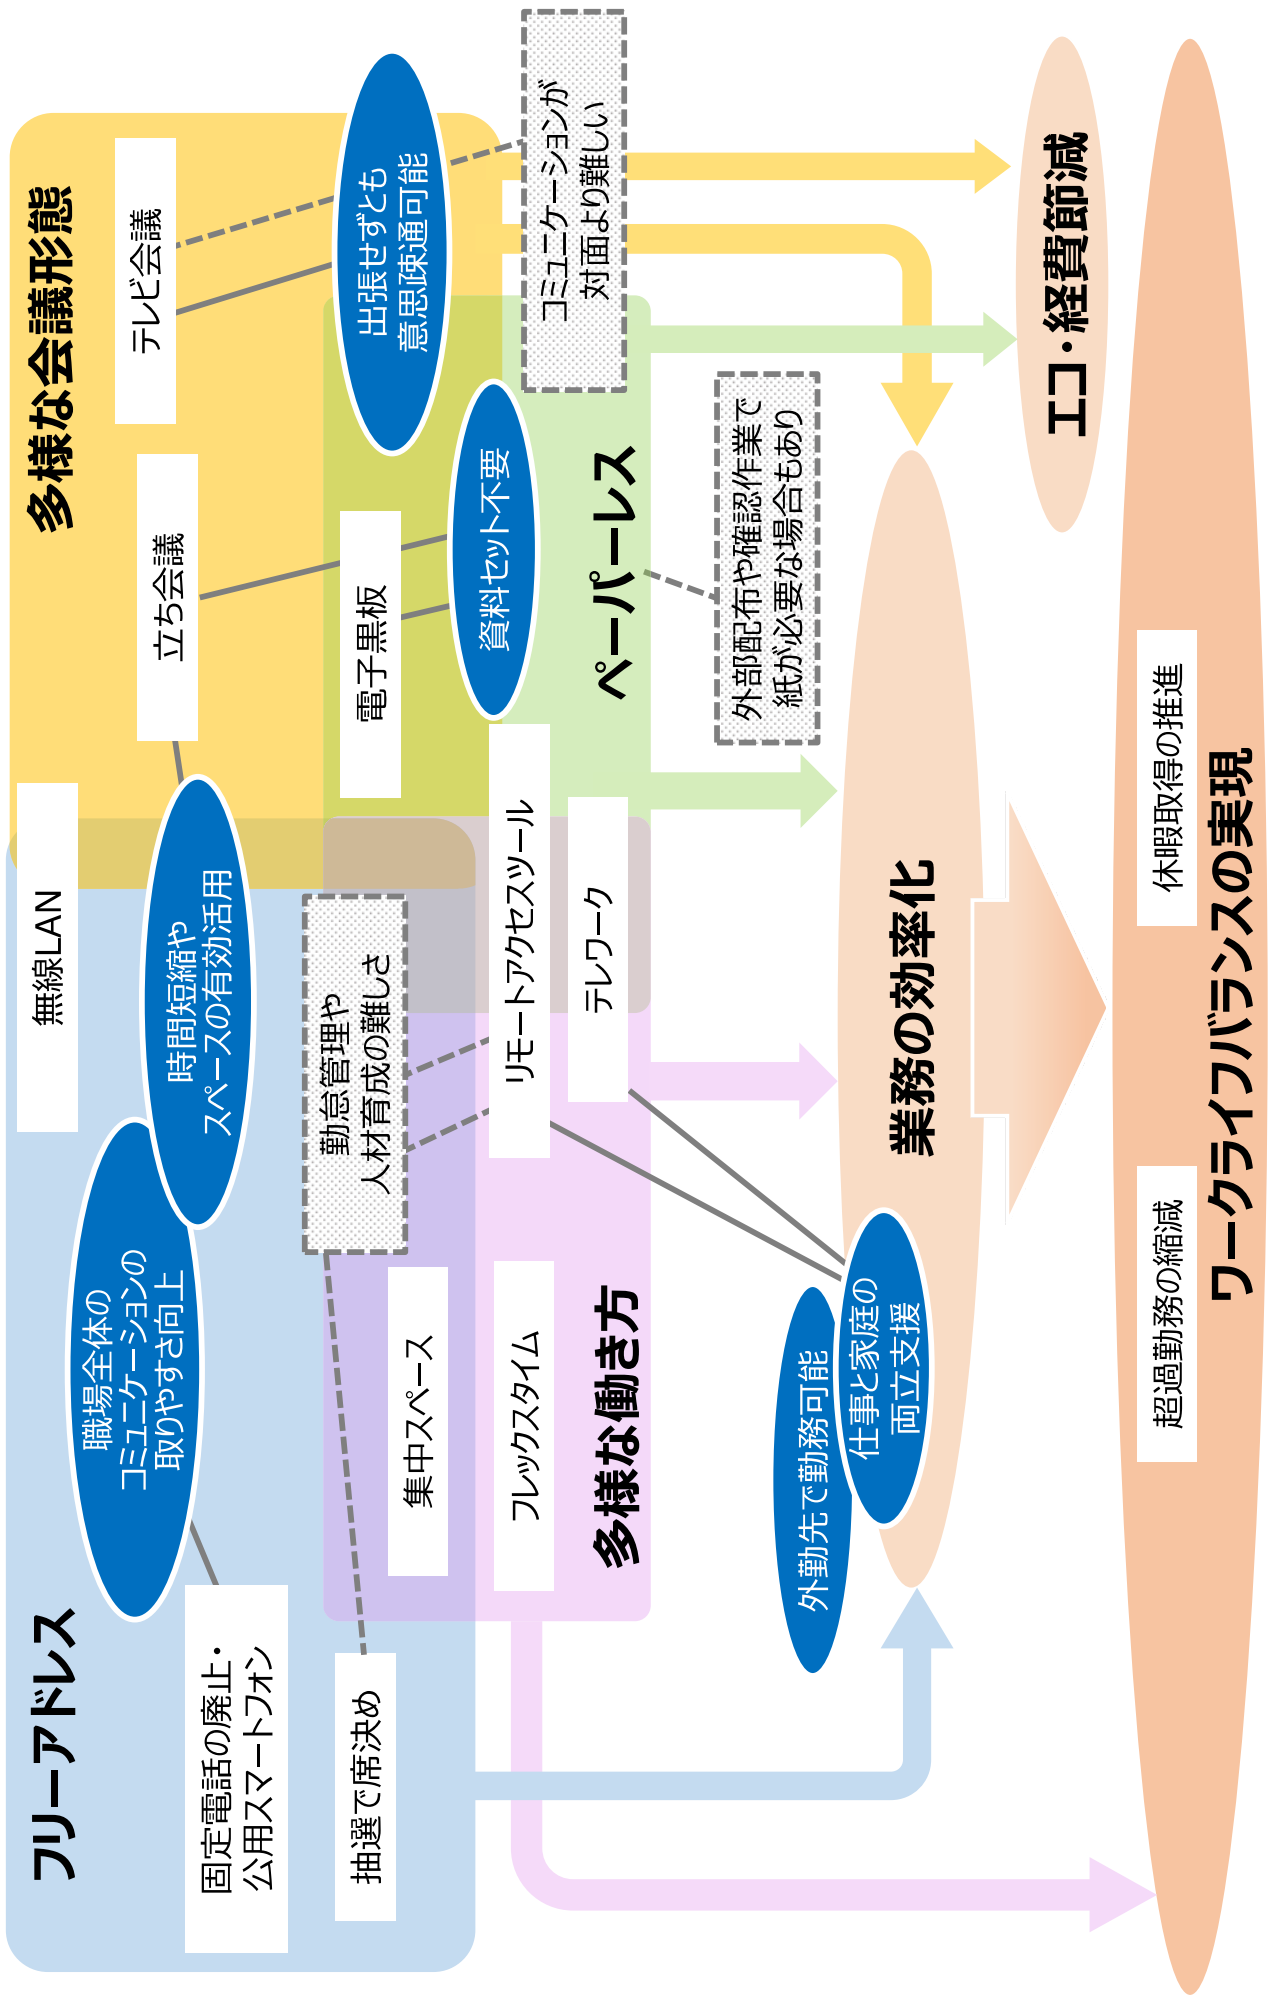 フリーアドレス
多様な会議形態
無線LAN
職場全体の
コミュニケーションの
取りやすさ向上
時間短縮や
スペースの有効活用
立ち会議
テレビ会議
固定電話の廃止・
公用スマートフォン
抽選で席決め
勤怠管理や
人材育成の難しさ
電子黒板
出張せずとも
意思疎通可能
集中スペース
資料セット不要
リモートアクセスツール
フレックスタイム
テレワーク
コミュニケーションが
対面より難しい
多様な働き方
ペーパーレス
外部配布や確認作業で
紙が必要な場合もあり
外勤先で勤務可能
仕事と家庭の
両立支援
業務の効率化
エコ・経費節減
超過勤務の縮減
休暇取得の推進
ワークライフバランスの実現